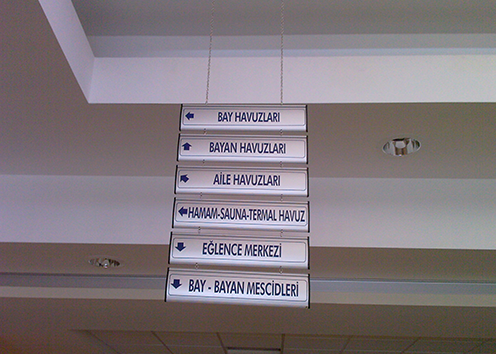 BAY HAVUZLARI
BAYAN HAVUZLARI
AİLE HAVUZLARI
HAMAM-SAUNA-TERMAL HAVUZ
EĞLENCE MERKEZİ
BAY - BAYAN MESCİDLERİ